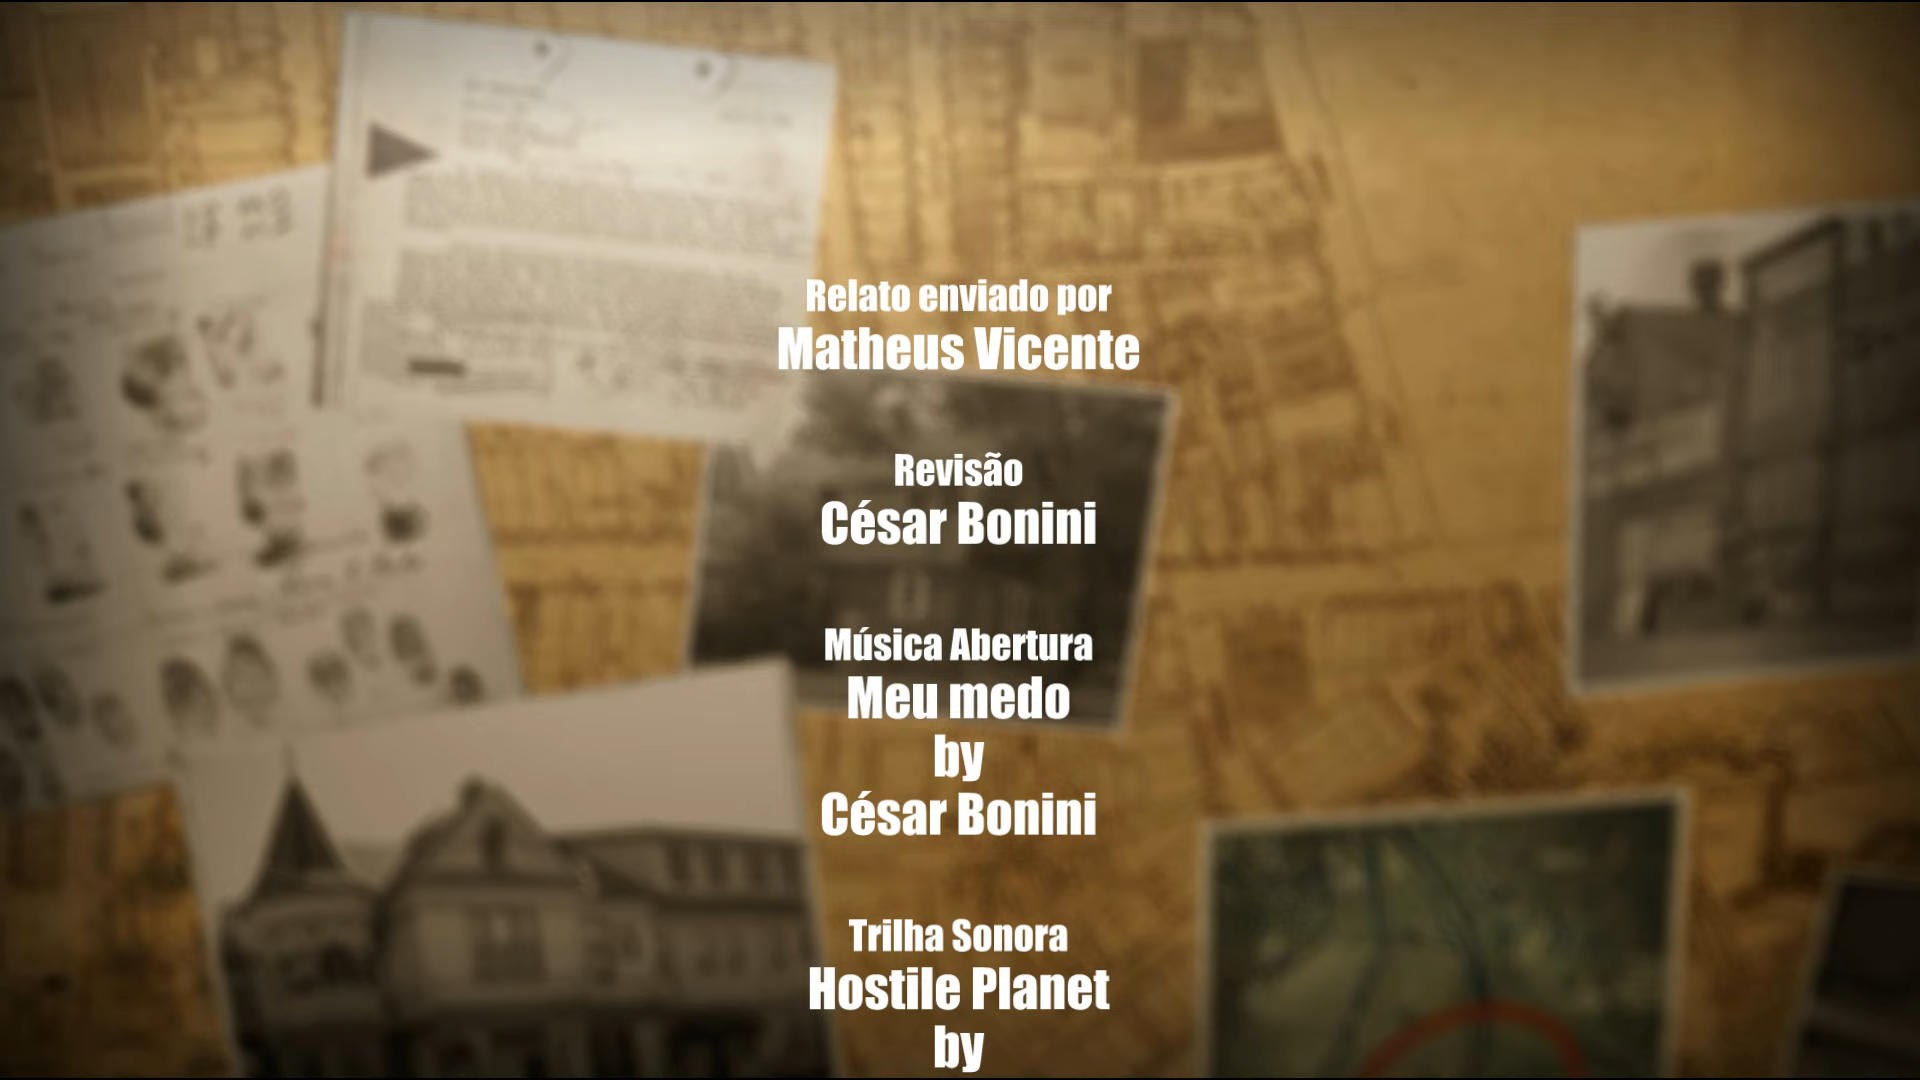 Relato enviado por
Matheus Vicente
Revisão
César Bonini
Música Abertura
Meu medo
by
César Bonini
Trilha Sonora
Hostile Planet
by